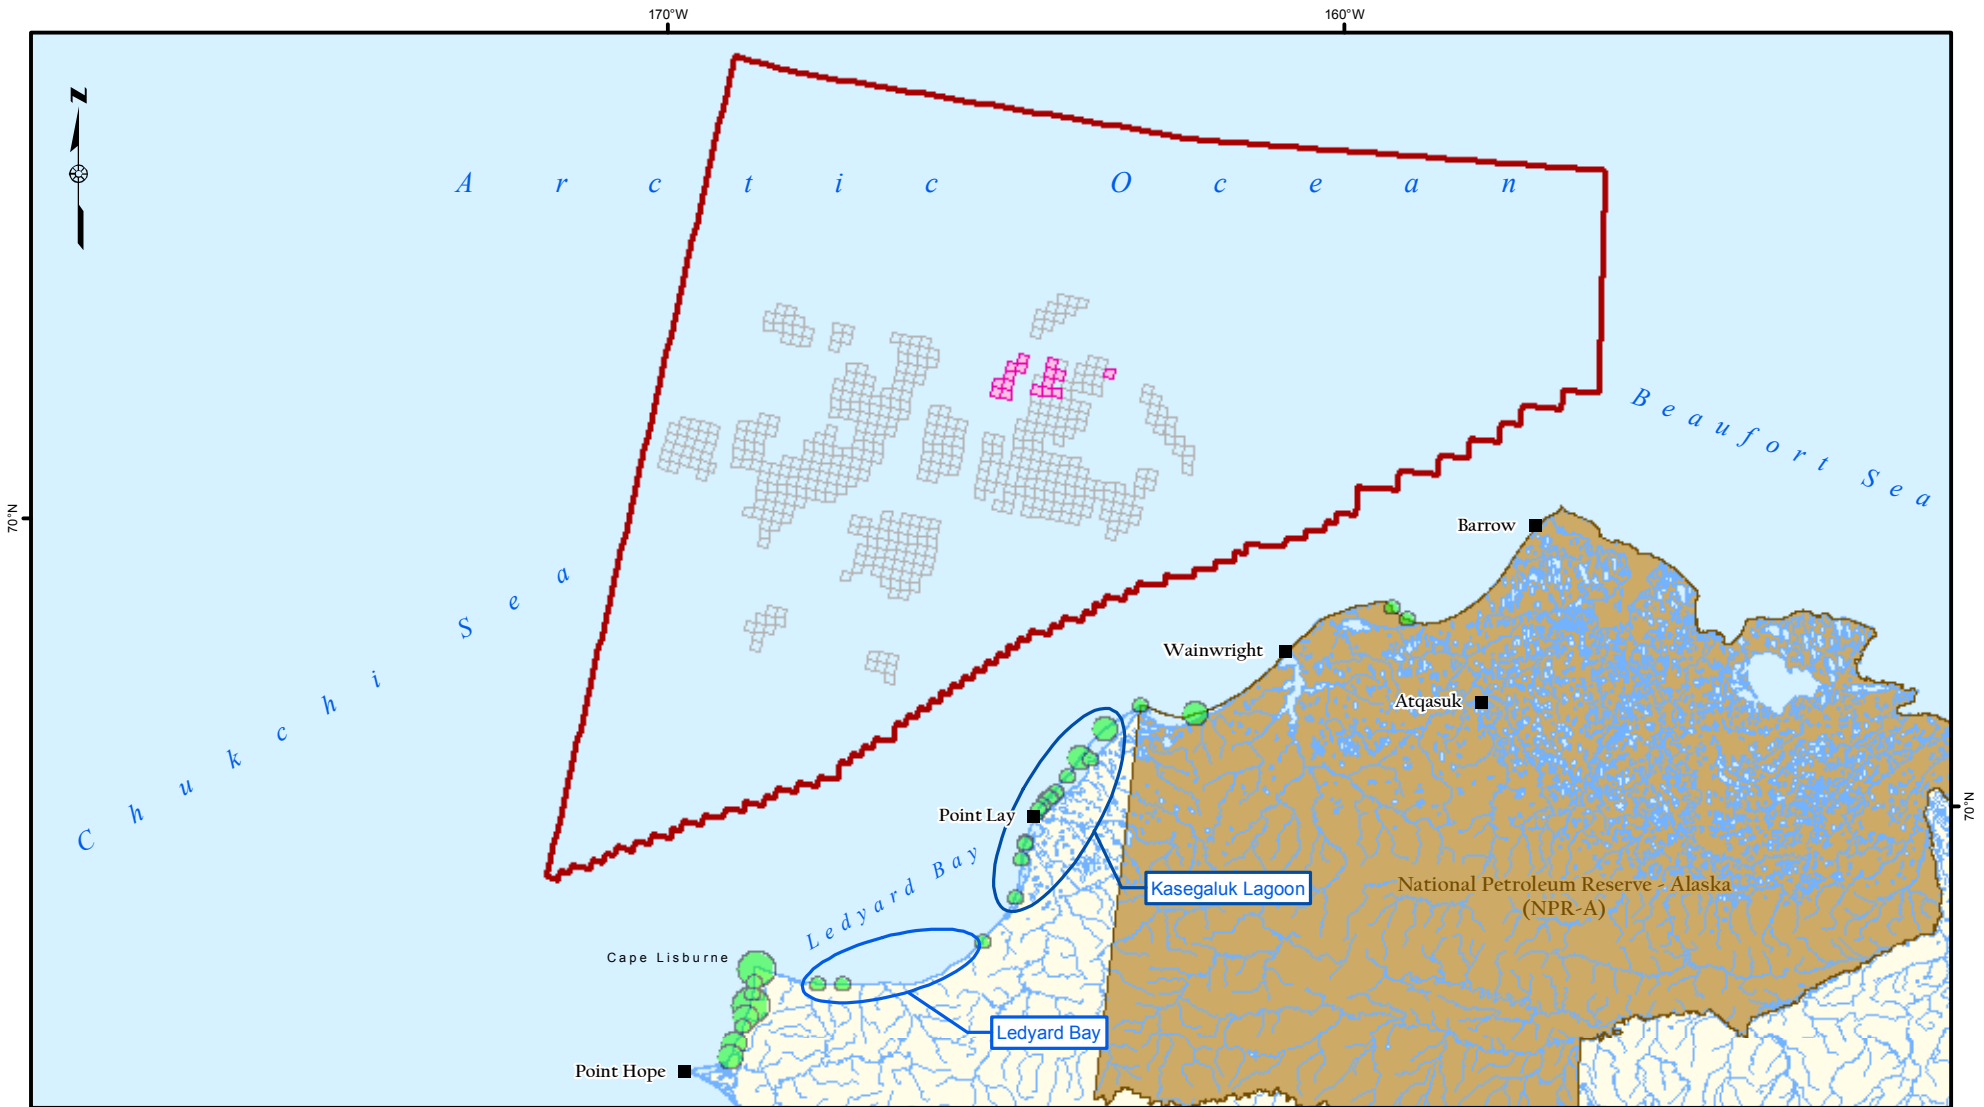 170°W
160°W
N
Arctic Ocean
Beaufort Sea
70°N
Barrow
Chukchi Sea
Wainwright
Atqasuk
70°N
Point Lay
Ledyard Bay
Kasegaluk Lagoon
National Petroleum Reserve - Alaska
(NPR-A)
Cape Lisburne
Ledyard Bay
Point Hope